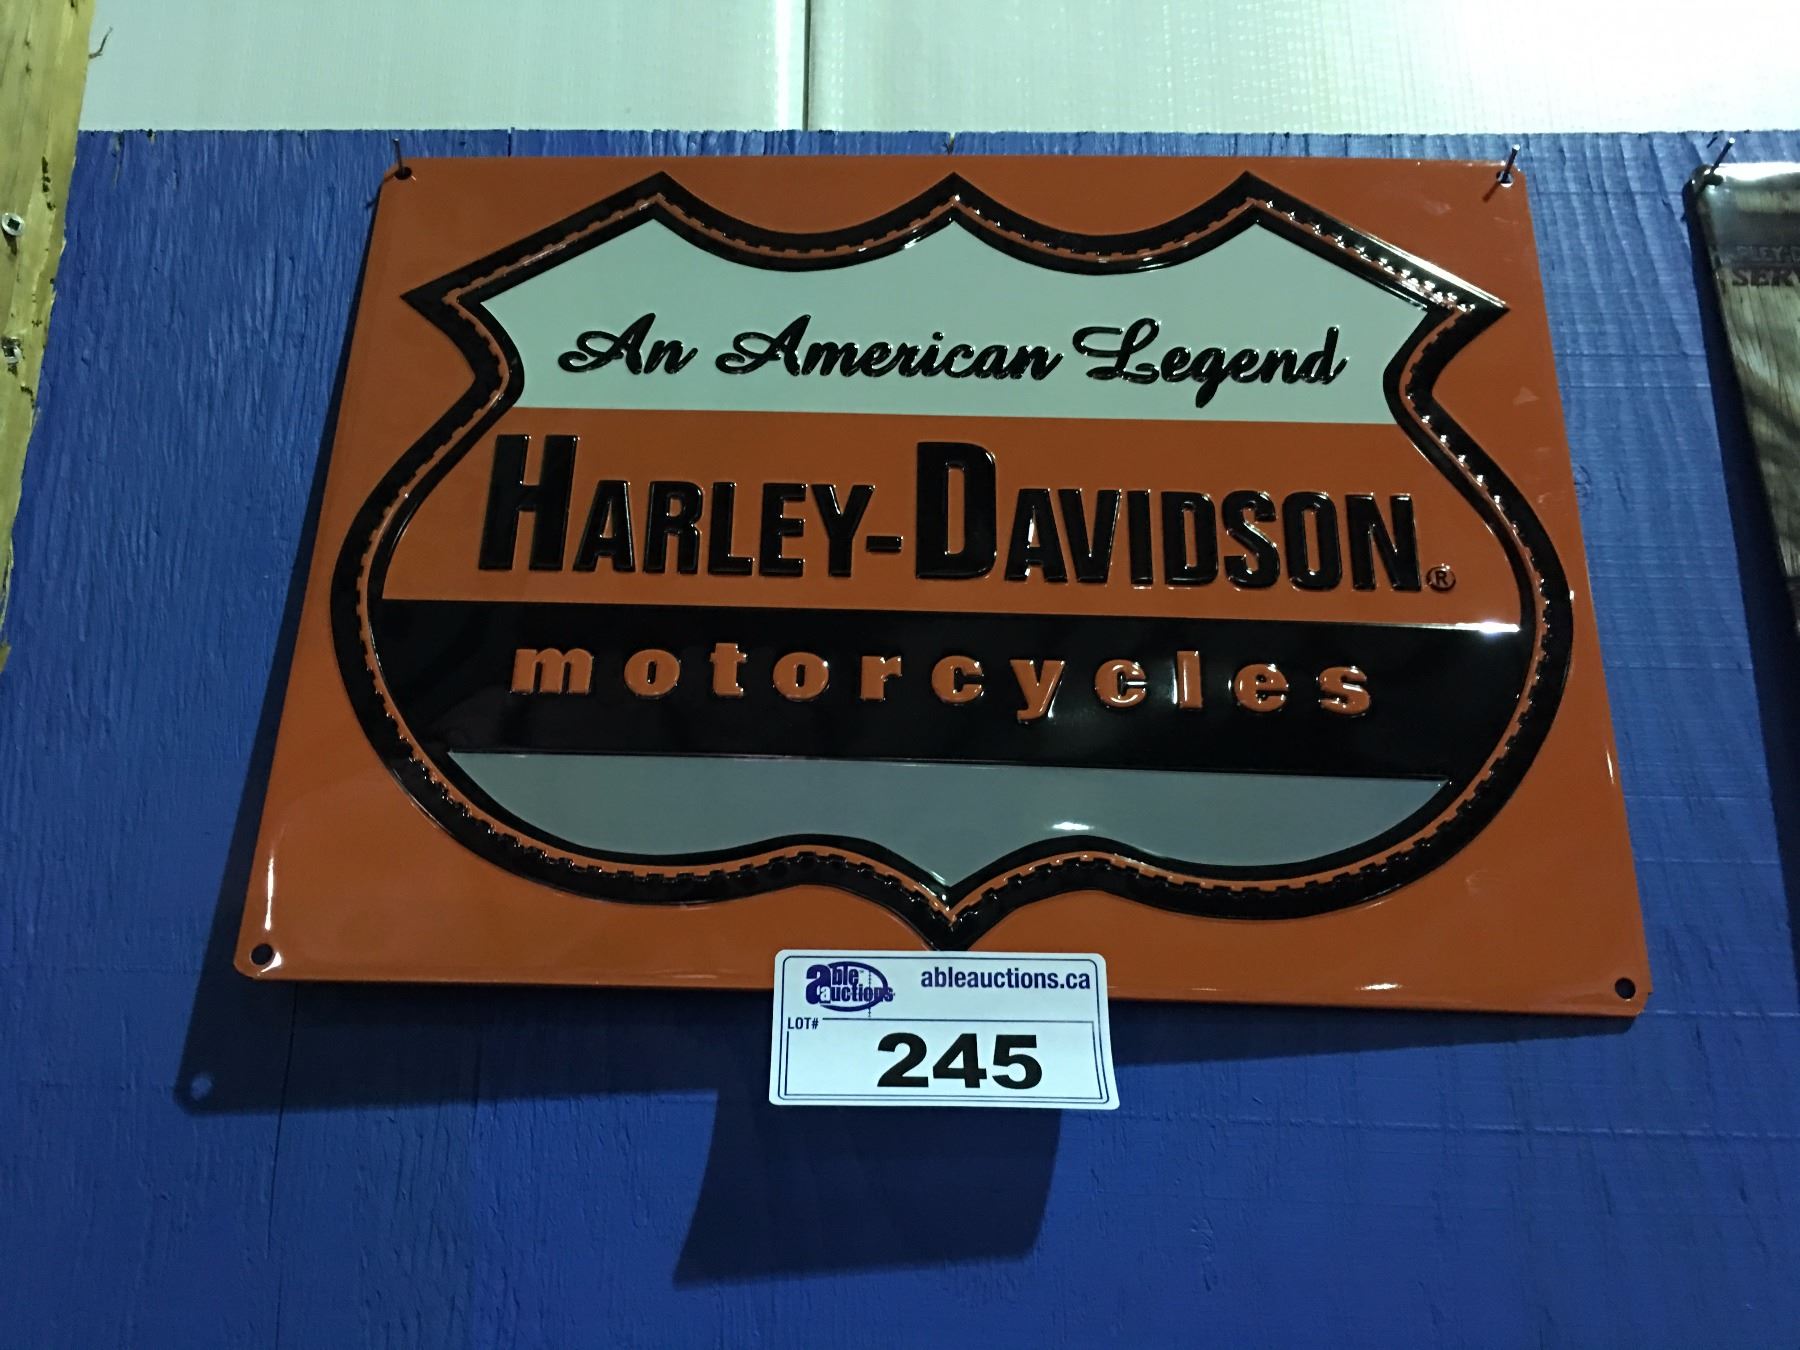 An American Legend
HARLEY-DAVIDSON®
motorcycles
able auctions
ableauctions.ca
LOT#
245